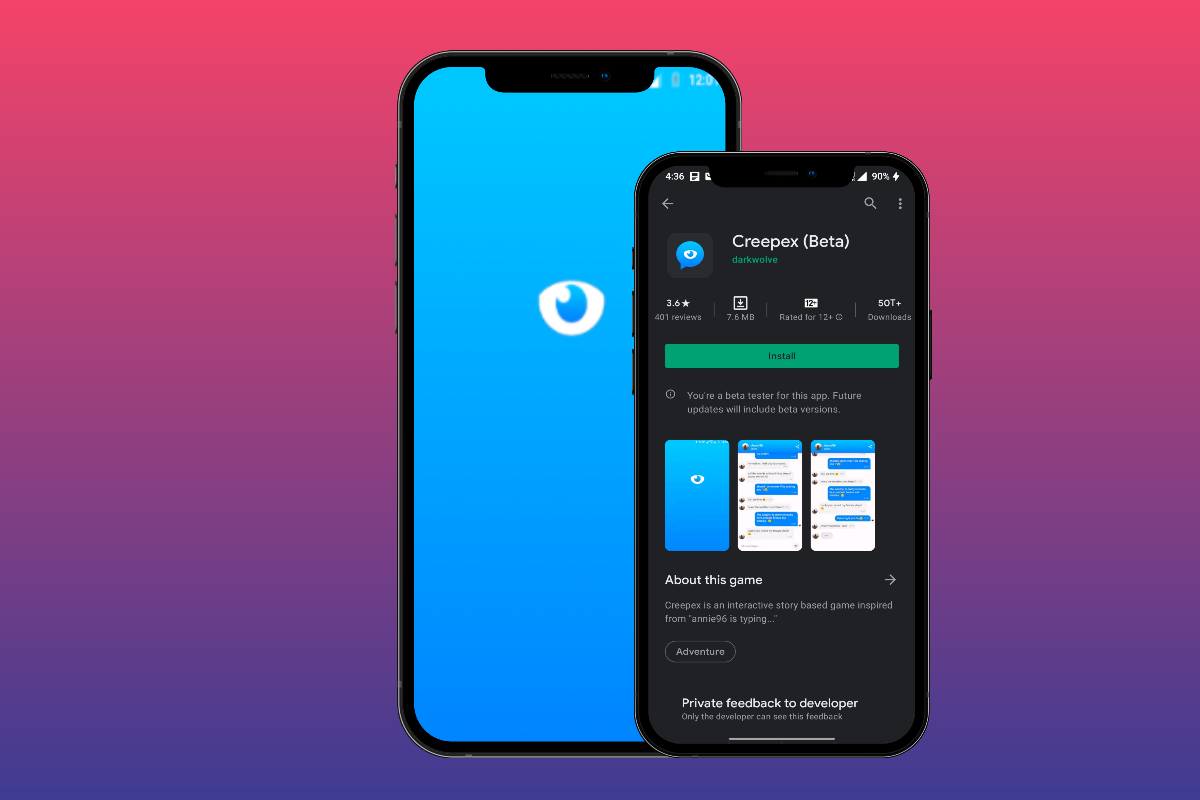 12:0
4:36
90%
Creepex (Beta)
darkwolve
3.6★
401 reviews
7.6 MB
12+
Rated for 12+
50T+
Downloads
Install
You're a beta tester for this app. Future
updates will include beta versions.
About this game
Creepex is an interactive story based game inspired
from "annie96 is typing..."
Adventure
Private feedback to developer
Only the developer can see this feedback